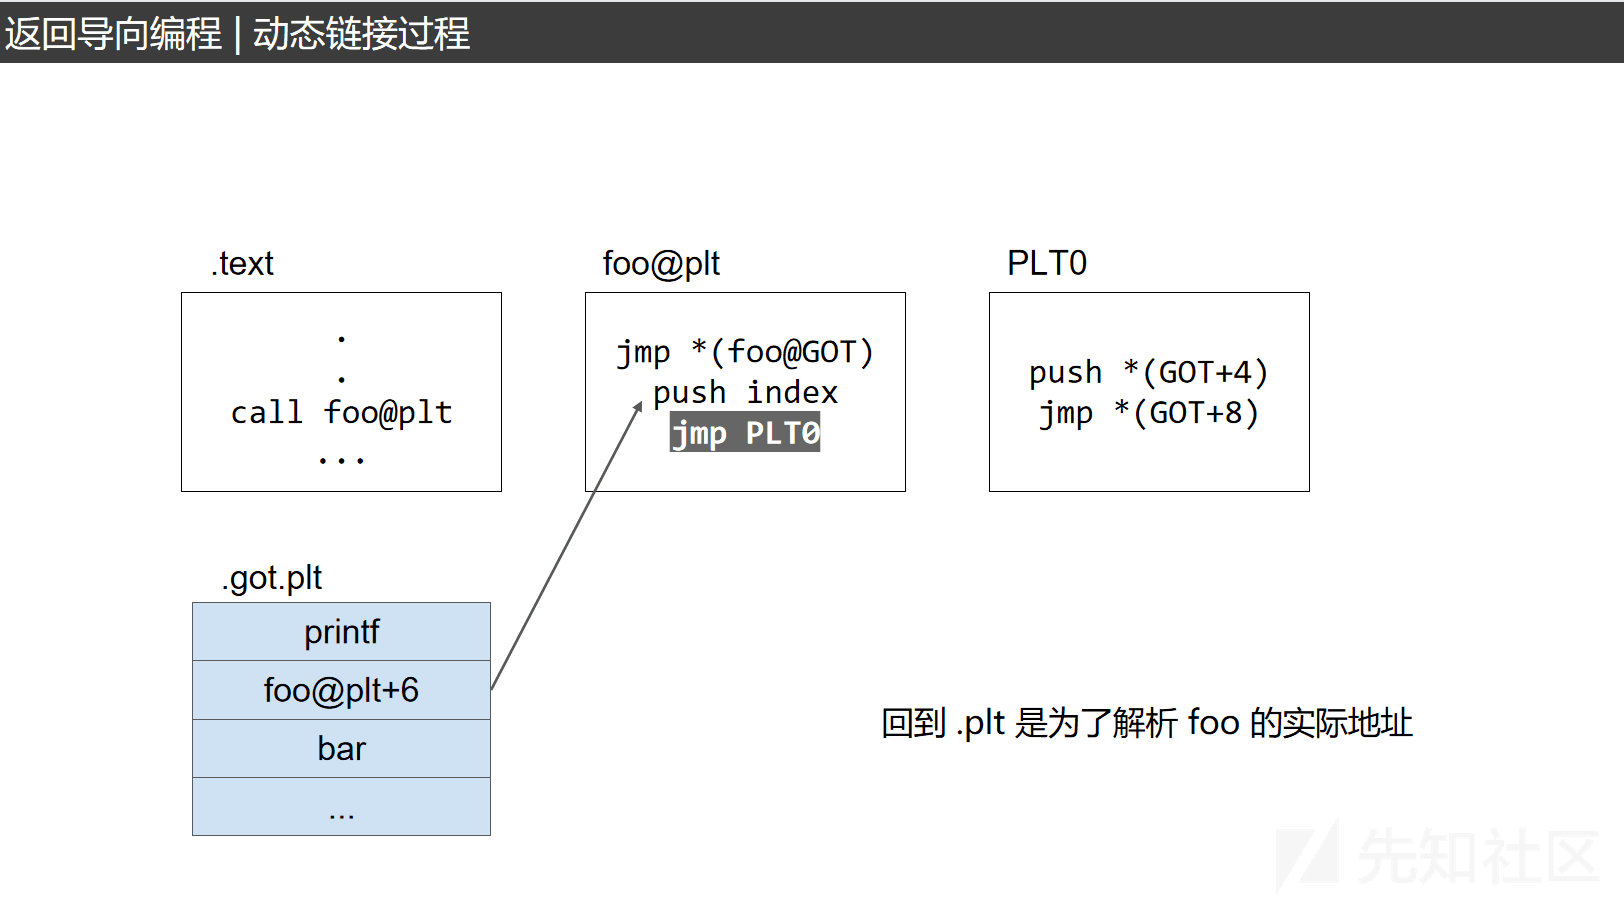 返回导向编程 | 动态链接过程
.text
.
.
call foo@plt
...
foo@plt
jmp *(foo@GOT)
push index
jmp PLT0
PLT0
push *(GOT+4)
jmp *(GOT+8)
.got.plt
printf
foo@plt+6
bar
...
回到 .plt 是为了解析 foo 的实际地址
先知社区